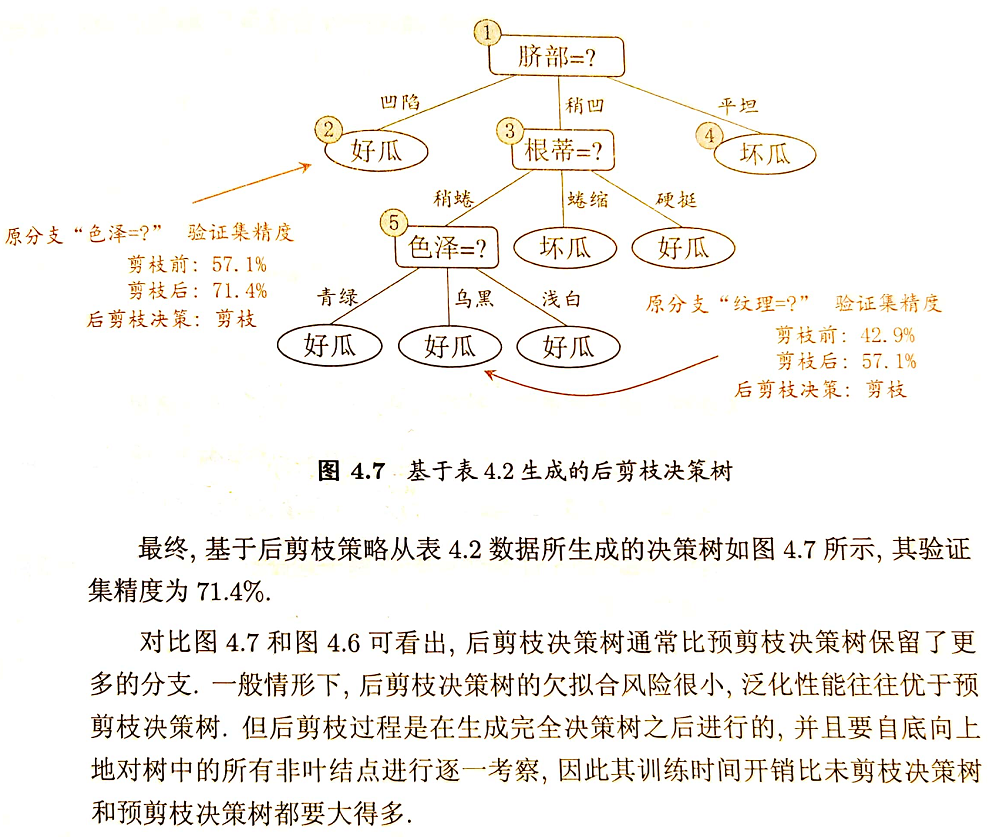 ① 脐部=?
凹陷 稍凹 平坦
② 好瓜 ③ 根蒂=? ④ 坏瓜
稍蜷 蜷缩 硬挺
⑤ 色泽=? 坏瓜 好瓜
原分支“色泽=?” 验证集精度
剪枝前: 57.1%
剪枝后: 71.4%
后剪枝决策: 剪枝
青绿 乌黑 浅白
好瓜 好瓜 好瓜
原分支“纹理=?” 验证集精度
剪枝前: 42.9%
剪枝后: 57.1%
后剪枝决策: 剪枝
图 4.7 基于表 4.2 生成的后剪枝决策树
最终, 基于后剪枝策略从表 4.2 数据所生成的决策树如图 4.7 所示, 其验证
集精度为 71.4%.
对比图 4.7 和图 4.6 可看出, 后剪枝决策树通常比预剪枝决策树保留了更
多的分支. 一般情形下, 后剪枝决策树的欠拟合风险很小, 泛化性能往往优于预
剪枝决策树. 但后剪枝过程是在生成完全决策树之后进行的, 并且要自底向上
地对树中的所有非叶结点进行逐一考察, 因此其训练时间开销比未剪枝决策树
和预剪枝决策树都要大得多.